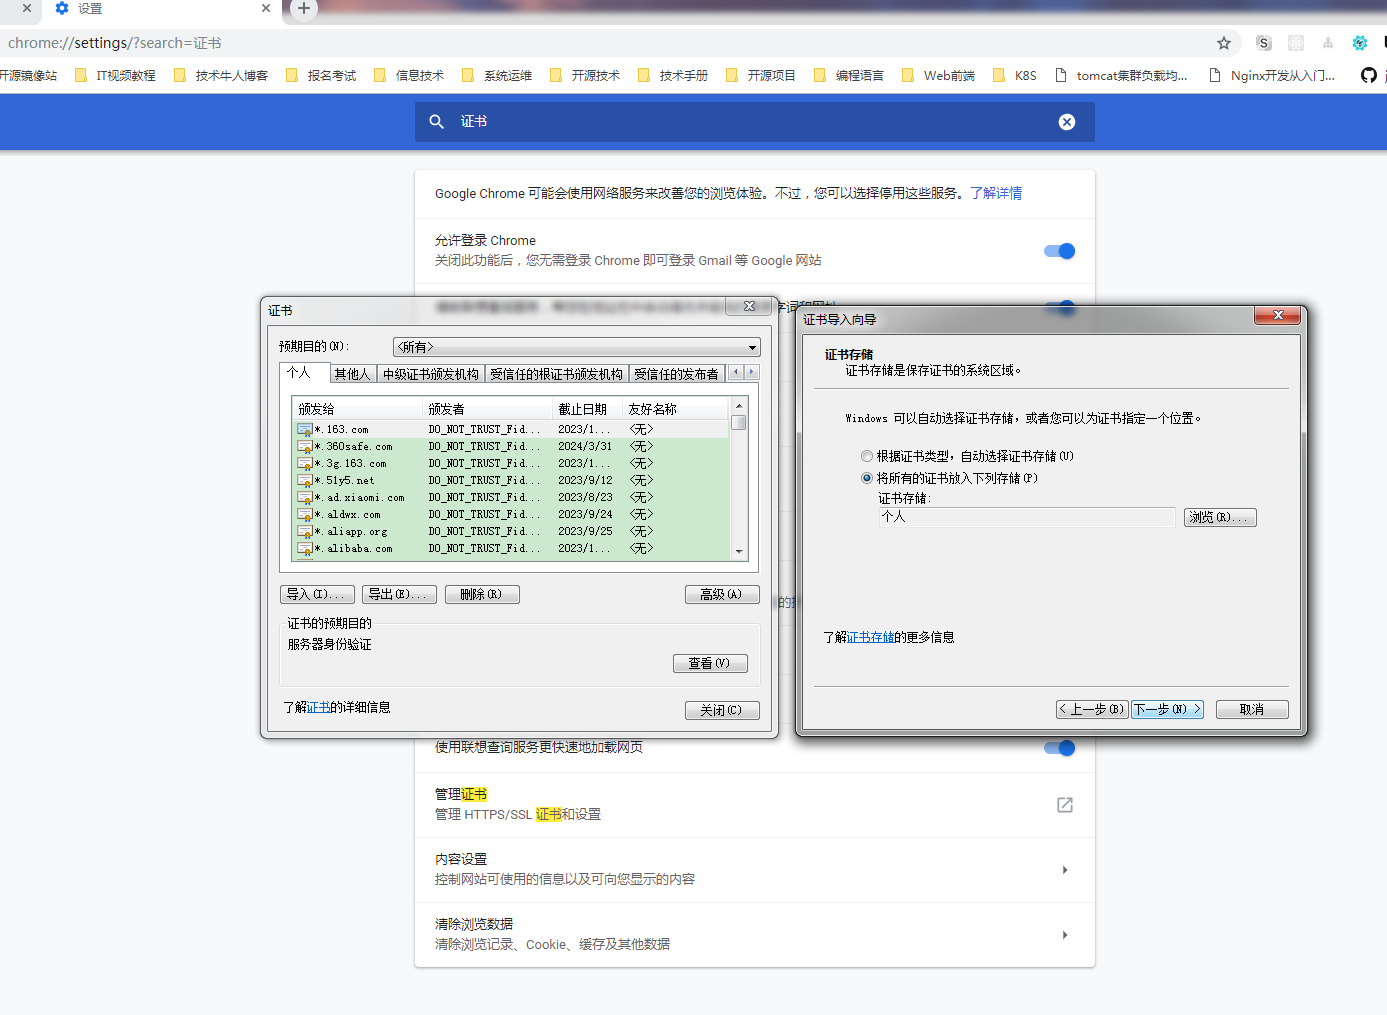 设置
chrome://settings/?search=证书
开源镜像站 IT视频教程 技术牛人博客 报名考试 信息技术 系统运维 开源技术 技术手册 开源项目 编程语言 Web前端 K8S tomcat集群负载均... Nginx开发从入门...
证书
Google Chrome 可能会使用网络服务来改善您的浏览体验。不过，您可以选择停用这些服务。了解详情
允许登录 Chrome
关闭此功能后，您无需登录 Chrome 即可登录 Gmail 等 Google 网站
证书
预期目的(N): <所有>
个人 其他人 中级证书颁发机构 受信任的根证书颁发机构 受信任的发布者
颁发给 颁发者 截止日期 友好名称
*.163.com DO_NOT_TRUST_Fid... 2023/1... <无>
*.360safe.com DO_NOT_TRUST_Fid... 2024/3/31 <无>
*.3g.163.com DO_NOT_TRUST_Fid... 2023/1... <无>
*.51y5.net DO_NOT_TRUST_Fid... 2023/9/12 <无>
*.ad.xiaomi.com DO_NOT_TRUST_Fid... 2023/8/23 <无>
*.aldwx.com DO_NOT_TRUST_Fid... 2023/9/24 <无>
*.aliapp.org DO_NOT_TRUST_Fid... 2023/9/25 <无>
*.alibaba.com DO_NOT_TRUST_Fid... 2023/1... <无>
导入(I)... 导出(E)... 删除(R) 高级(A)
证书的预期目的
服务器身份验证
查看(V)
了解证书的详细信息
关闭(C)
证书导入向导
证书存储
证书存储是保存证书的系统区域。
Windows 可以自动选择证书存储，或者您可以为证书指定一个位置。
根据证书类型，自动选择证书存储(U)
将所有的证书放入下列存储(P)
证书存储:
个人 浏览(R)...
了解证书存储的更多信息
< 上一步(B) 下一步(N) > 取消
使用联想查询服务更快速地加载网页
管理证书
管理 HTTPS/SSL 证书和设置
内容设置
控制网站可使用的信息以及可向您显示的内容
清除浏览数据
清除浏览记录、Cookie、缓存及其他数据